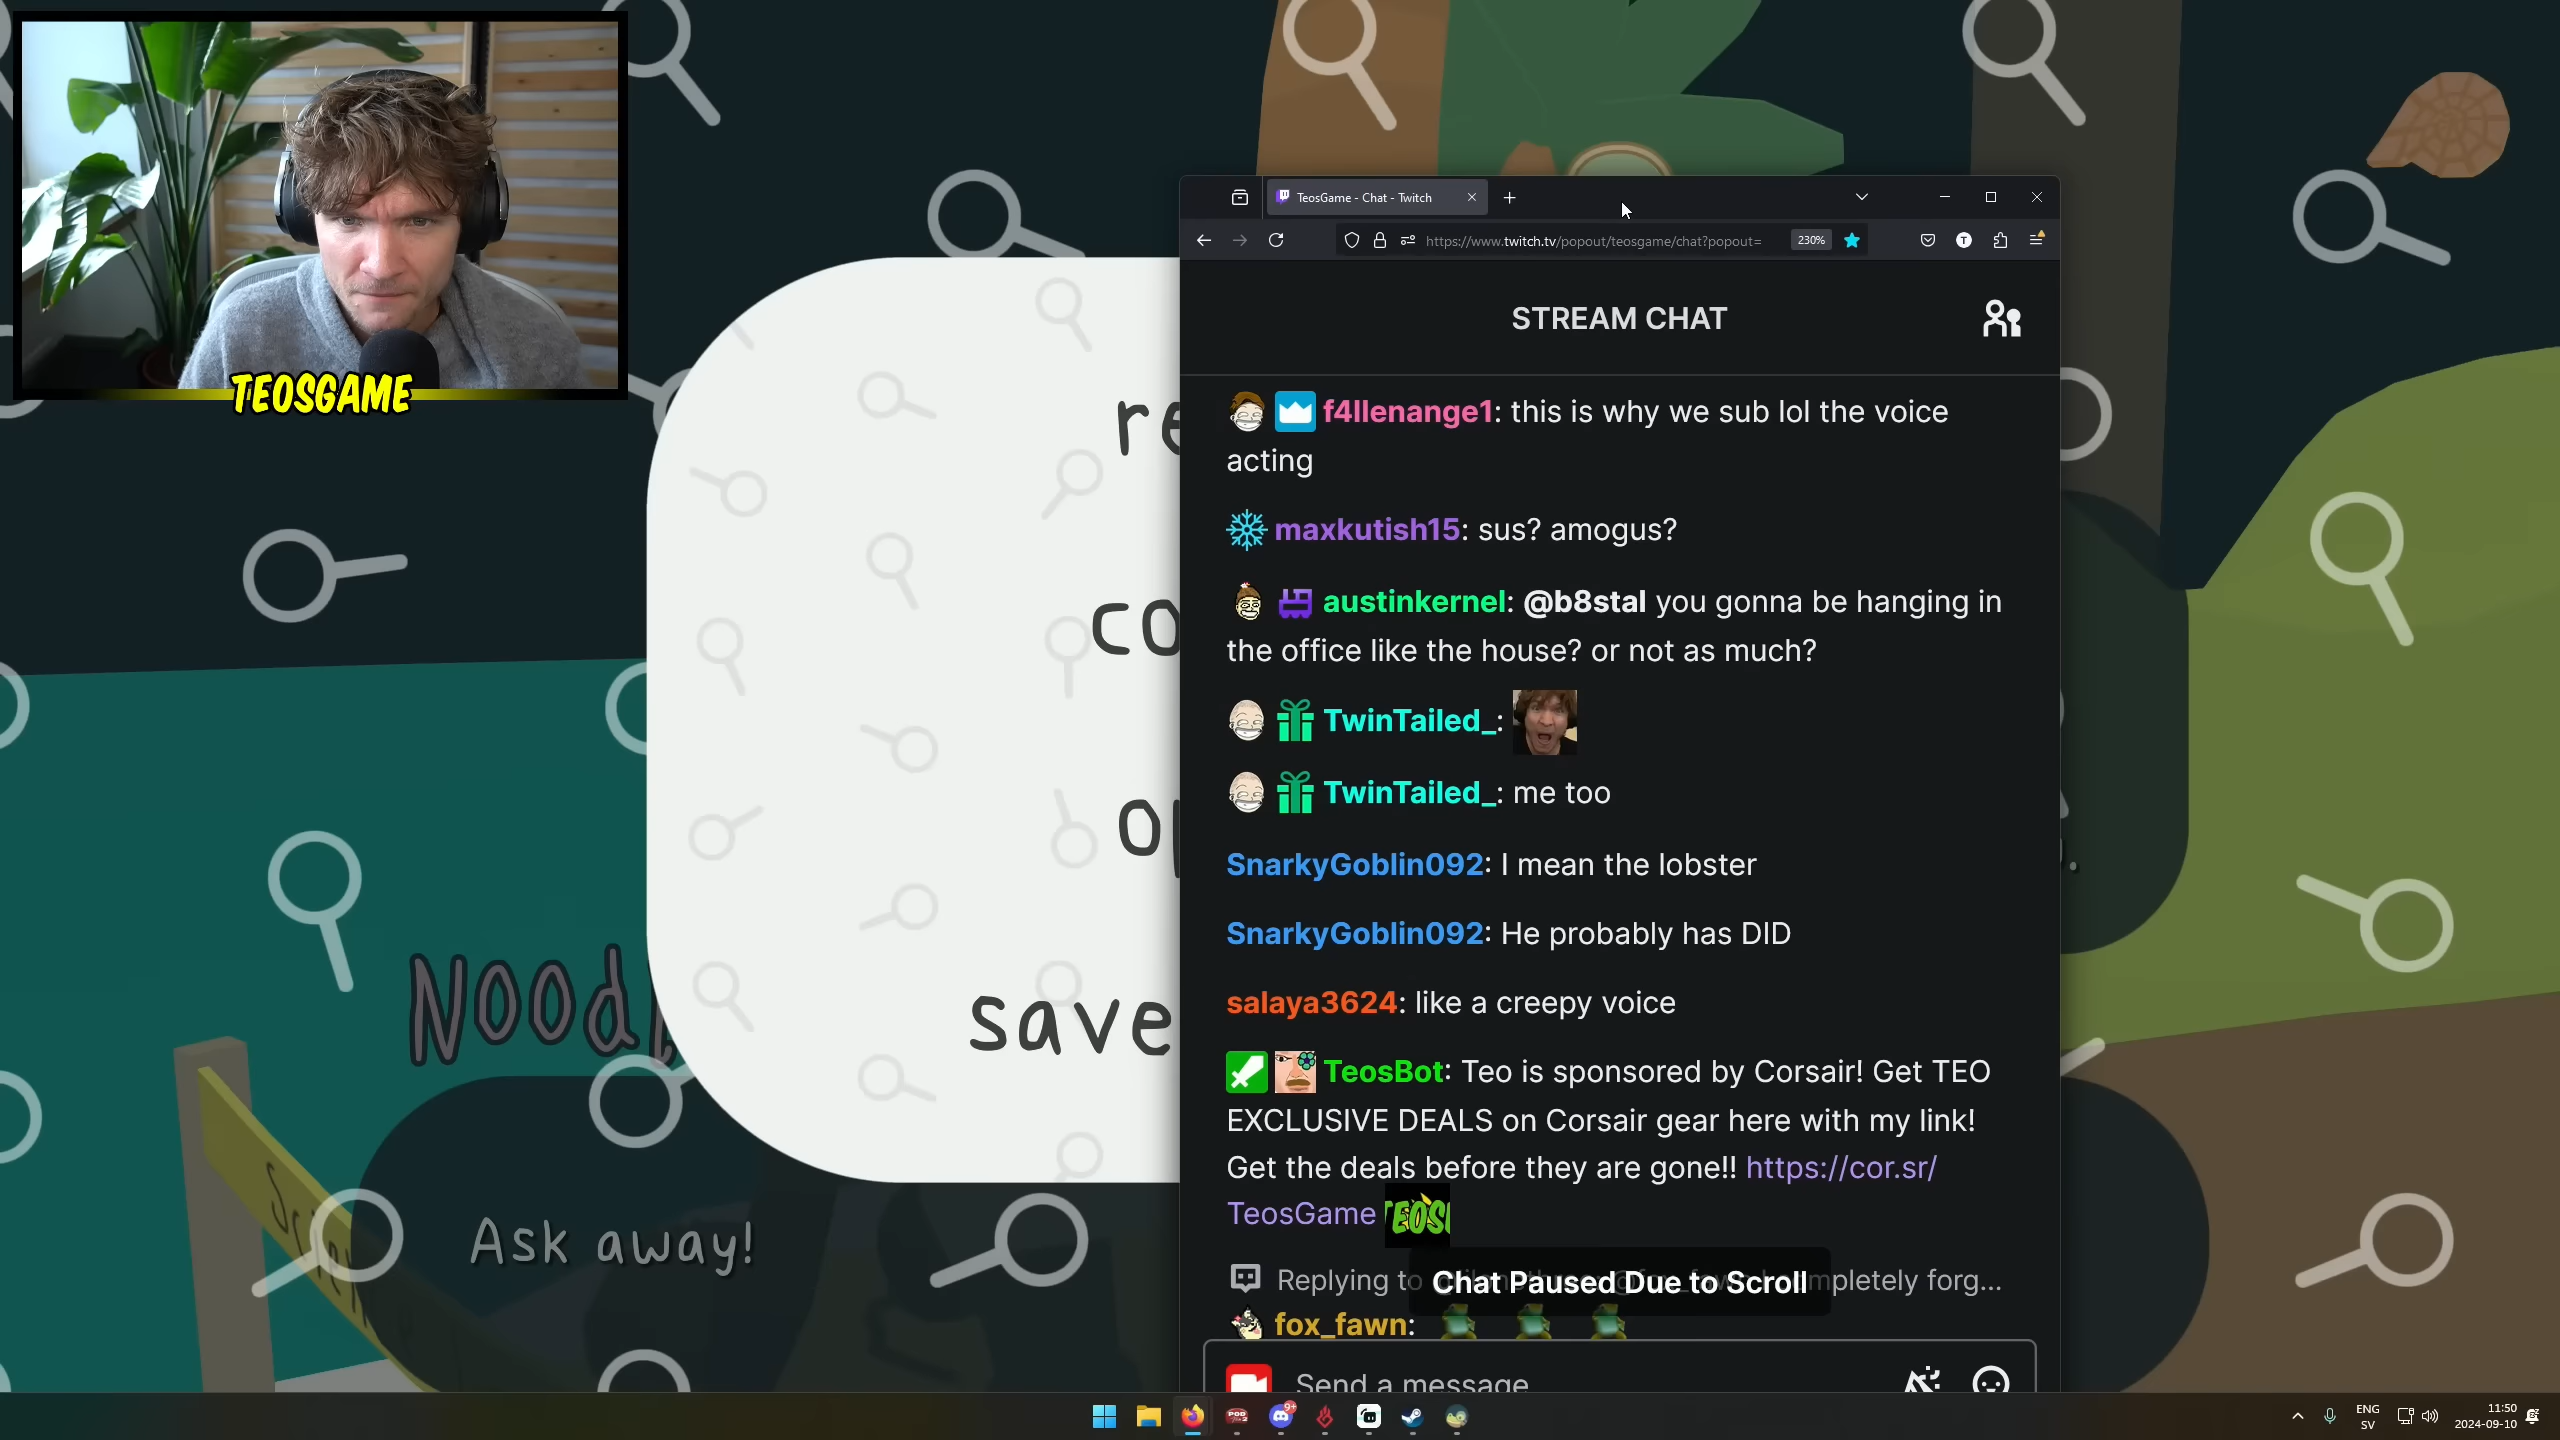 TEOSGAME
TeosGame - Chat - Twitch
https://www.twitch.tv/popout/teosgame/chat?popout=
230%
STREAM CHAT
f4llenange1: this is why we sub lol the voice
acting
maxkutish15: sus? amogus?
austinkernel: @b8stal you gonna be hanging in
the office like the house? or not as much?
TwinTailed_:
TwinTailed_: me too
SnarkyGoblin092: I mean the lobster
SnarkyGoblin092: He probably has DID
salaya3624: like a creepy voice
TeosBot: Teo is sponsored by Corsair! Get TEO
EXCLUSIVE DEALS on Corsair gear here with my link!
Get the deals before they are gone!! https://cor.sr/
TeosGame
Replying to
Chat Paused Due to Scroll
fox_fawn:
Send a message
save
Ask away!
ENG
SV
11:50
2024-09-10